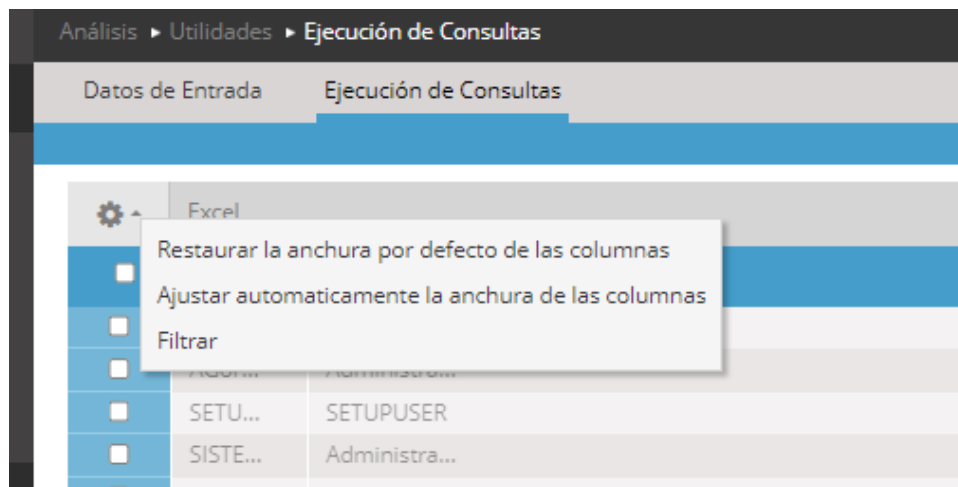 Análisis ▸ Utilidades ▸ Ejecución de Consultas
Datos de Entrada Ejecución de Consultas
Excel
Restaurar la anchura por defecto de las columnas
Ajustar automaticamente la anchura de las columnas
Filtrar
Administra...
SETU... SETUPUSER
SISTE... Administra...